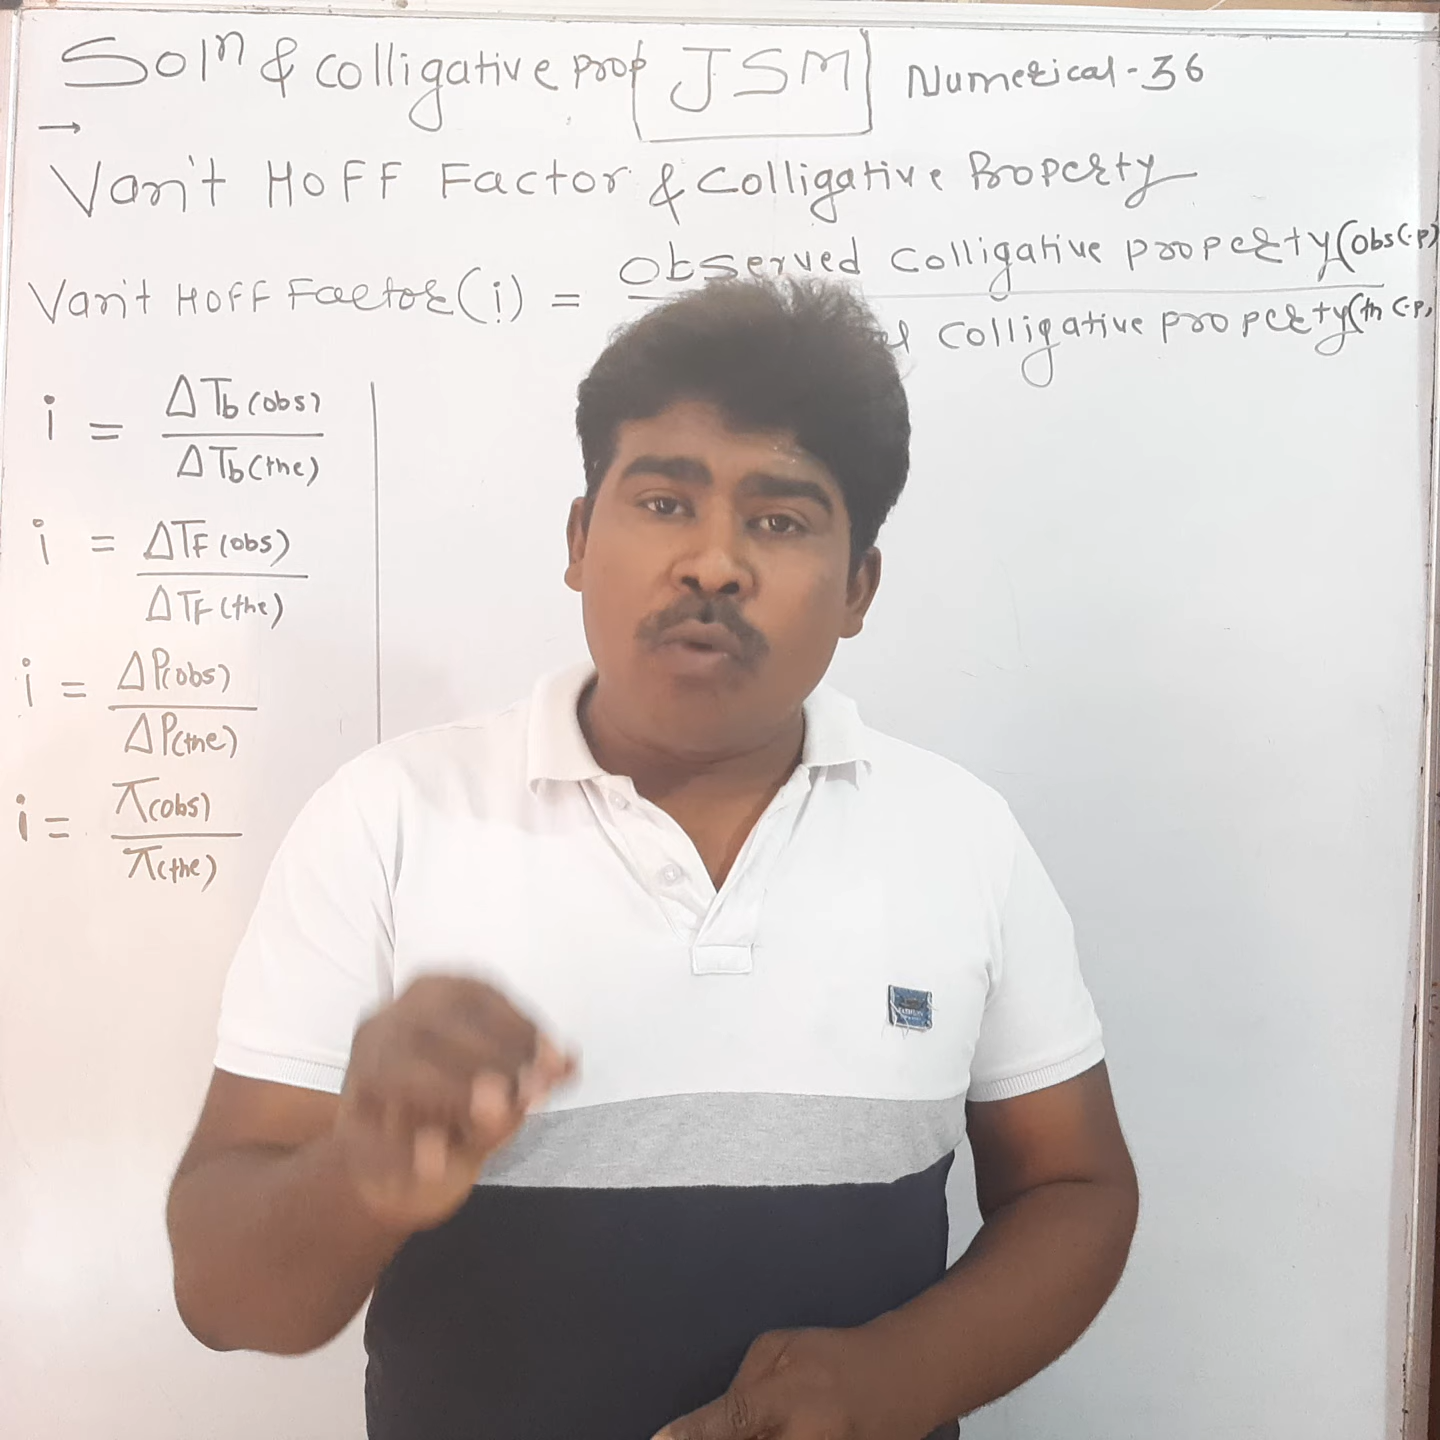 Solⁿ & colligative prop JSM Numerical - 36
→
Van't HOFF Factor & Colligative Property
Van't HOFF Factor (i) = Observed colligative property (obs C.P)
colligative property (th C.P)
i = ΔTb (obs)
ΔTb (the)
i = ΔTF (obs)
ΔTF (the)
i = ΔP(obs)
ΔP(the)
i = π(obs)
π(the)